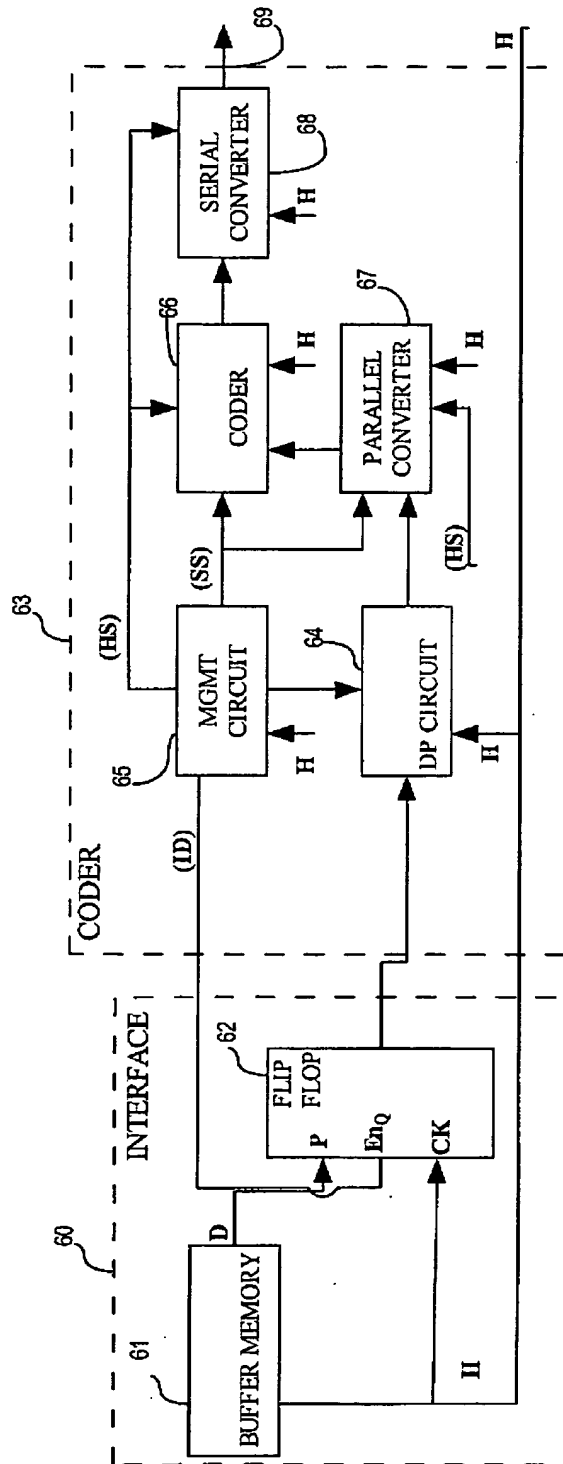 60
INTERFACE
61
BUFFER MEMORY
D
62
FLIP
FLOP
P
EnQ
CK
H
63
CODER
(ID)
(HS)
65
MGMT
CIRCUIT
H
(SS)
64
DP CIRCUIT
H
66
CODER
H
67
PARALLEL
CONVERTER
(HS)
H
SERIAL
CONVERTER
68
H
69
H